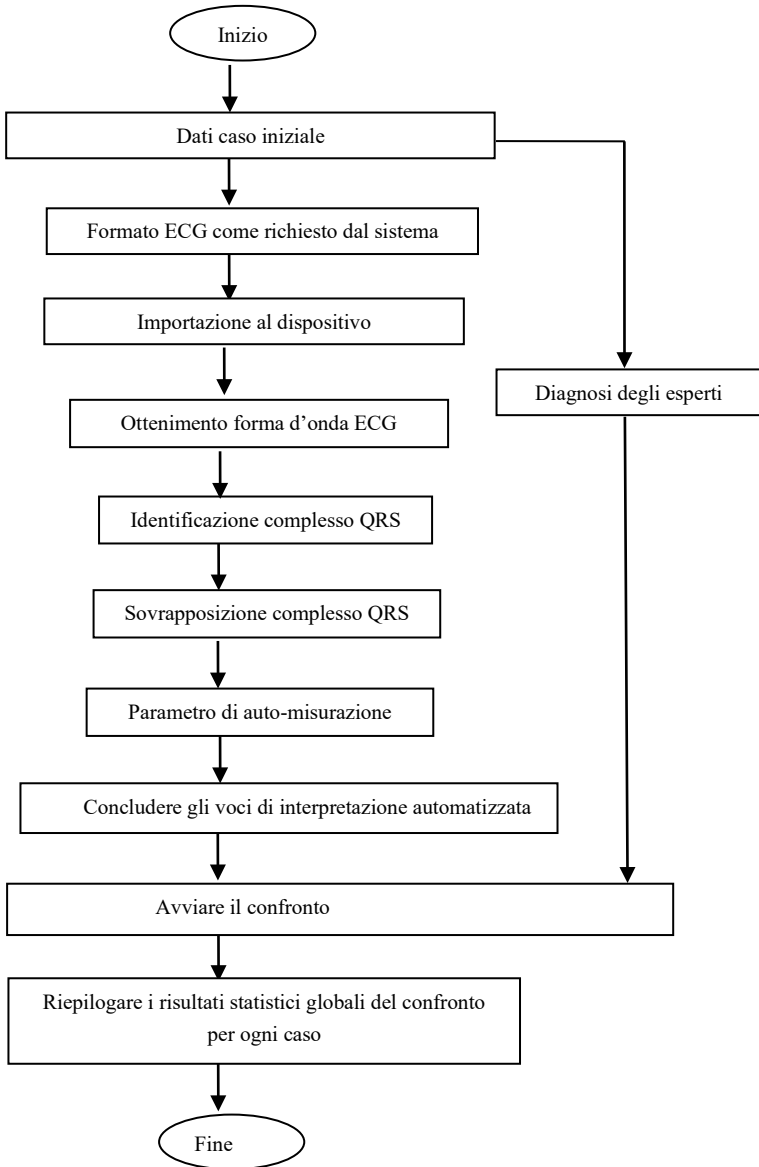 Inizio
Dati caso iniziale
Formato ECG come richiesto dal sistema
Importazione al dispositivo
Diagnosi degli esperti
Ottenimento forma d’onda ECG
Identificazione complesso QRS
Sovrapposizione complesso QRS
Parametro di auto-misurazione
Concludere gli voci di interpretazione automatizzata
Avviare il confronto
Riepilogare i risultati statistici globali del confronto
per ogni caso
Fine